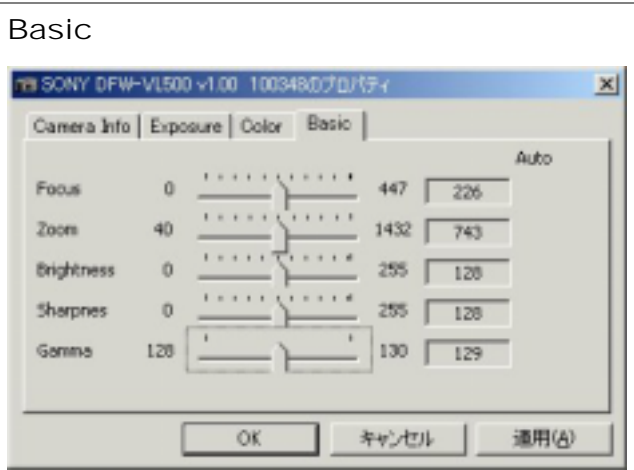 Basic
SONY DFW-VL500 v1.00 100348のプロパティ
Camera Info Exposure Color Basic
Auto
Focus 0 447 226
Zoom 40 1432 743
Brightness 0 255 128
Sharpnes 0 255 128
Gamma 128 130 129
OK キャンセル 適用(A)